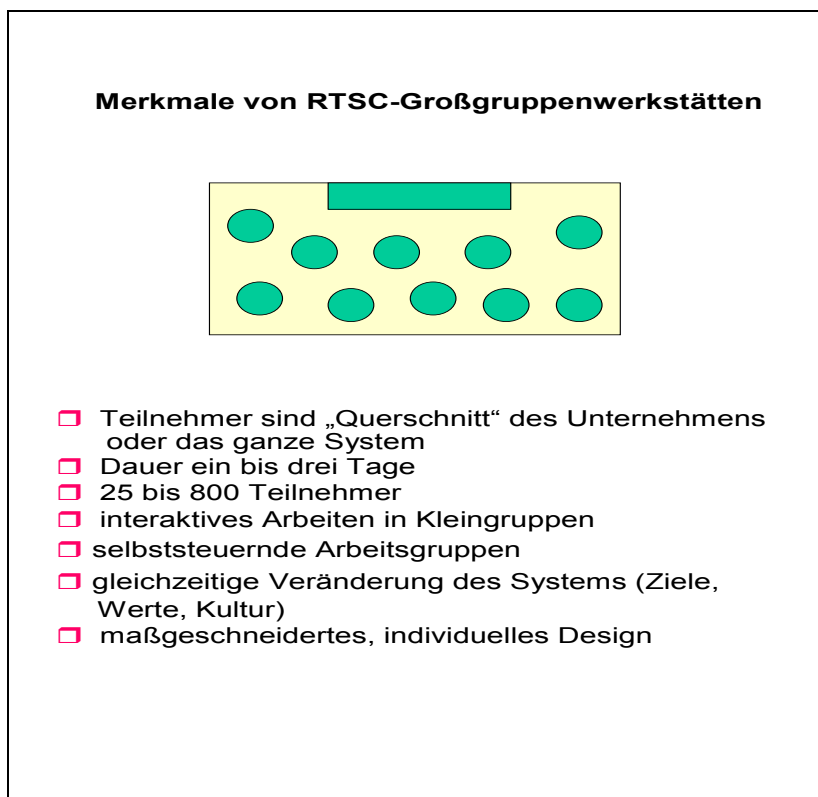 Merkmale von RTSC-Großgruppenwerkstätten
Teilnehmer sind „Querschnitt“ des Unternehmens
oder das ganze System
Dauer ein bis drei Tage
25 bis 800 Teilnehmer
interaktives Arbeiten in Kleingruppen
selbststeuernde Arbeitsgruppen
gleichzeitige Veränderung des Systems (Ziele,
Werte, Kultur)
maßgeschneidertes, individuelles Design